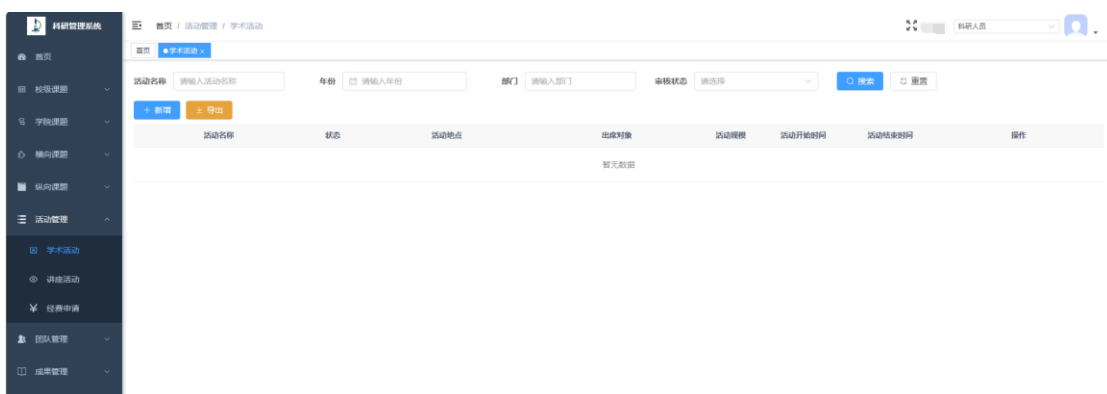 科研管理系统
首页 / 活动管理 / 学术活动
科研人员
首页
首页
学术活动 ×
校级课题
学院课题
横向课题
纵向课题
活动管理
学术活动
讲座活动
经费申请
团队管理
成果管理
活动名称 请输入活动名称 年份 请输入年份 部门 请输入部门 审核状态 请选择 搜索 重置
+ 新增 导出
活动名称 状态 活动地点 出席对象 活动规模 活动开始时间 活动结束时间 操作
暂无数据